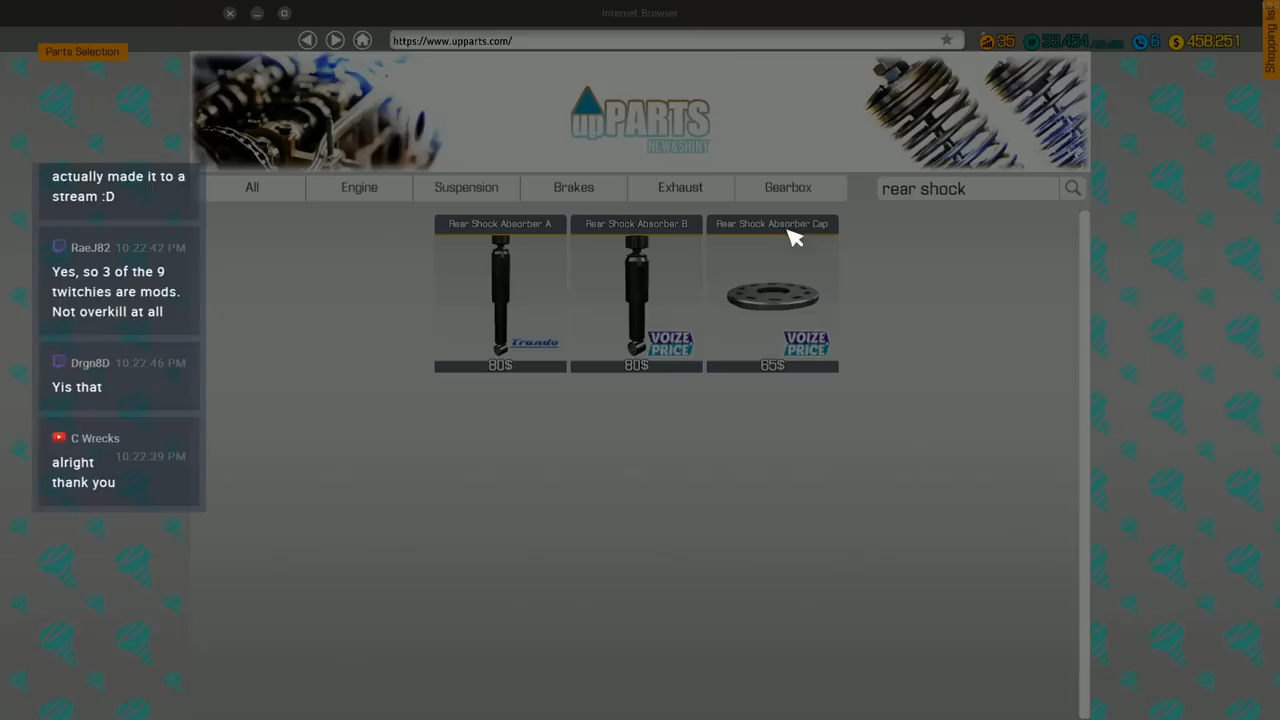 Internet Browser
Parts Selection
https://www.upparts.com/
35
6
458.251
Shopping list
upPARTS
NEW&SHINY
All
Engine
Suspension
Brakes
Exhaust
Gearbox
rear shock
Rear Shock Absorber A
Rear Shock Absorber B
Rear Shock Absorber Cap
VOIZE PRICE
VOIZE PRICE
80$
80$
65$
actually made it to a
stream :D
RaeJ82 10:22:42 PM
Yes, so 3 of the 9
twitchies are mods.
Not overkill at all
Drgn8D 10:22:46 PM
Yis that
C Wrecks
10:22:39 PM
alright
thank you